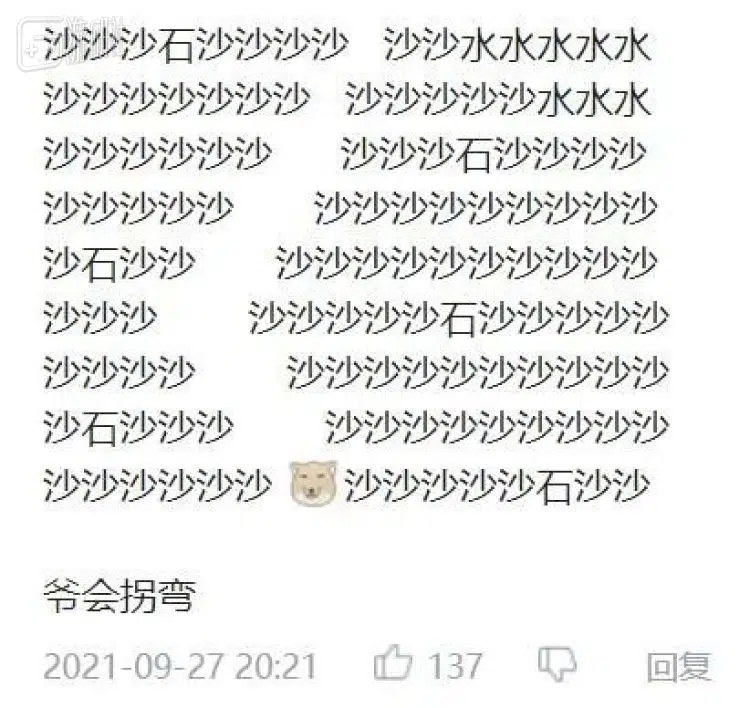 沙沙沙石沙沙沙沙 沙沙水水水水水
沙沙沙沙沙沙沙 沙沙沙沙沙水水水
沙沙沙沙沙沙 沙沙沙石沙沙沙沙
沙沙沙沙沙 沙沙沙沙沙沙沙沙沙
沙石沙沙 沙沙沙沙沙沙沙沙沙沙
沙沙沙 沙沙沙沙沙石沙沙沙沙沙
沙沙沙沙 沙沙沙沙沙沙沙沙沙沙
沙石沙沙沙 沙沙沙沙沙沙沙沙沙
沙沙沙沙沙沙 沙沙沙沙沙石沙沙
爷会拐弯
2021-09-27 20:21 137 回复